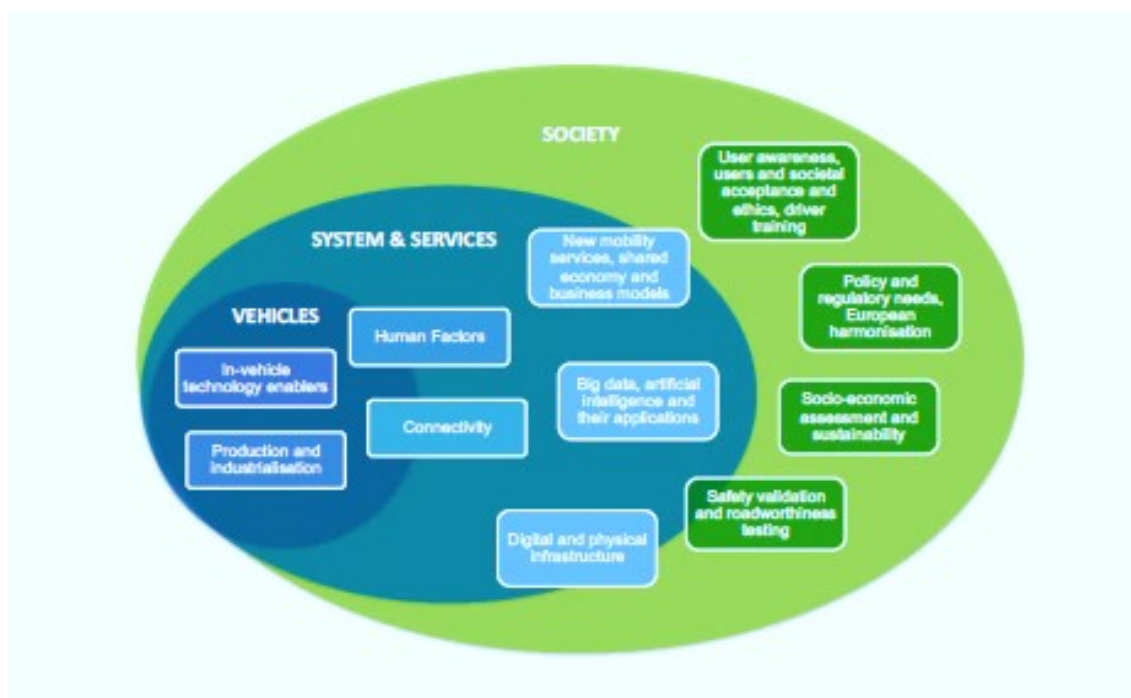 SOCIETY
User awareness,
users and societal
acceptance and
ethics, driver
training
SYSTEM & SERVICES
New mobility
services, shared
economy and
business models
Policy and
regulatory needs,
European
harmonisation
VEHICLES
Human Factors
In-vehicle
technology enablers
Big data, artificial
intelligence and
their applications
Socio-economic
assessment and
sustainability
Connectivity
Production and
industrialisation
Safety validation
and roadworthiness
testing
Digital and physical
infrastructure